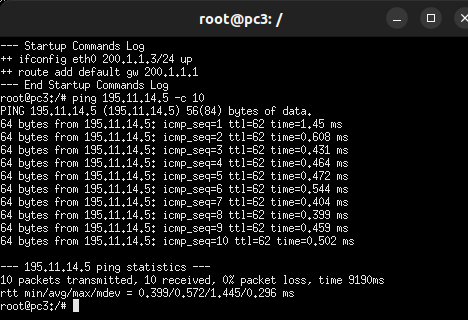 root@pc3: /
--- Startup Commands Log
++ ifconfig eth0 200.1.1.3/24 up
++ route add default gw 200.1.1.1
--- End Startup Commands Log
root@pc3:/# ping 195.11.14.5 -c 10
PING 195.11.14.5 (195.11.14.5) 56(84) bytes of data.
64 bytes from 195.11.14.5: icmp_seq=1 ttl=62 time=1.45 ms
64 bytes from 195.11.14.5: icmp_seq=2 ttl=62 time=0.608 ms
64 bytes from 195.11.14.5: icmp_seq=3 ttl=62 time=0.431 ms
64 bytes from 195.11.14.5: icmp_seq=4 ttl=62 time=0.464 ms
64 bytes from 195.11.14.5: icmp_seq=5 ttl=62 time=0.472 ms
64 bytes from 195.11.14.5: icmp_seq=6 ttl=62 time=0.544 ms
64 bytes from 195.11.14.5: icmp_seq=7 ttl=62 time=0.404 ms
64 bytes from 195.11.14.5: icmp_seq=8 ttl=62 time=0.399 ms
64 bytes from 195.11.14.5: icmp_seq=9 ttl=62 time=0.459 ms
64 bytes from 195.11.14.5: icmp_seq=10 ttl=62 time=0.502 ms
--- 195.11.14.5 ping statistics ---
10 packets transmitted, 10 received, 0% packet loss, time 9190ms
rtt min/avg/max/mdev = 0.399/0.572/1.445/0.296 ms
root@pc3:/#